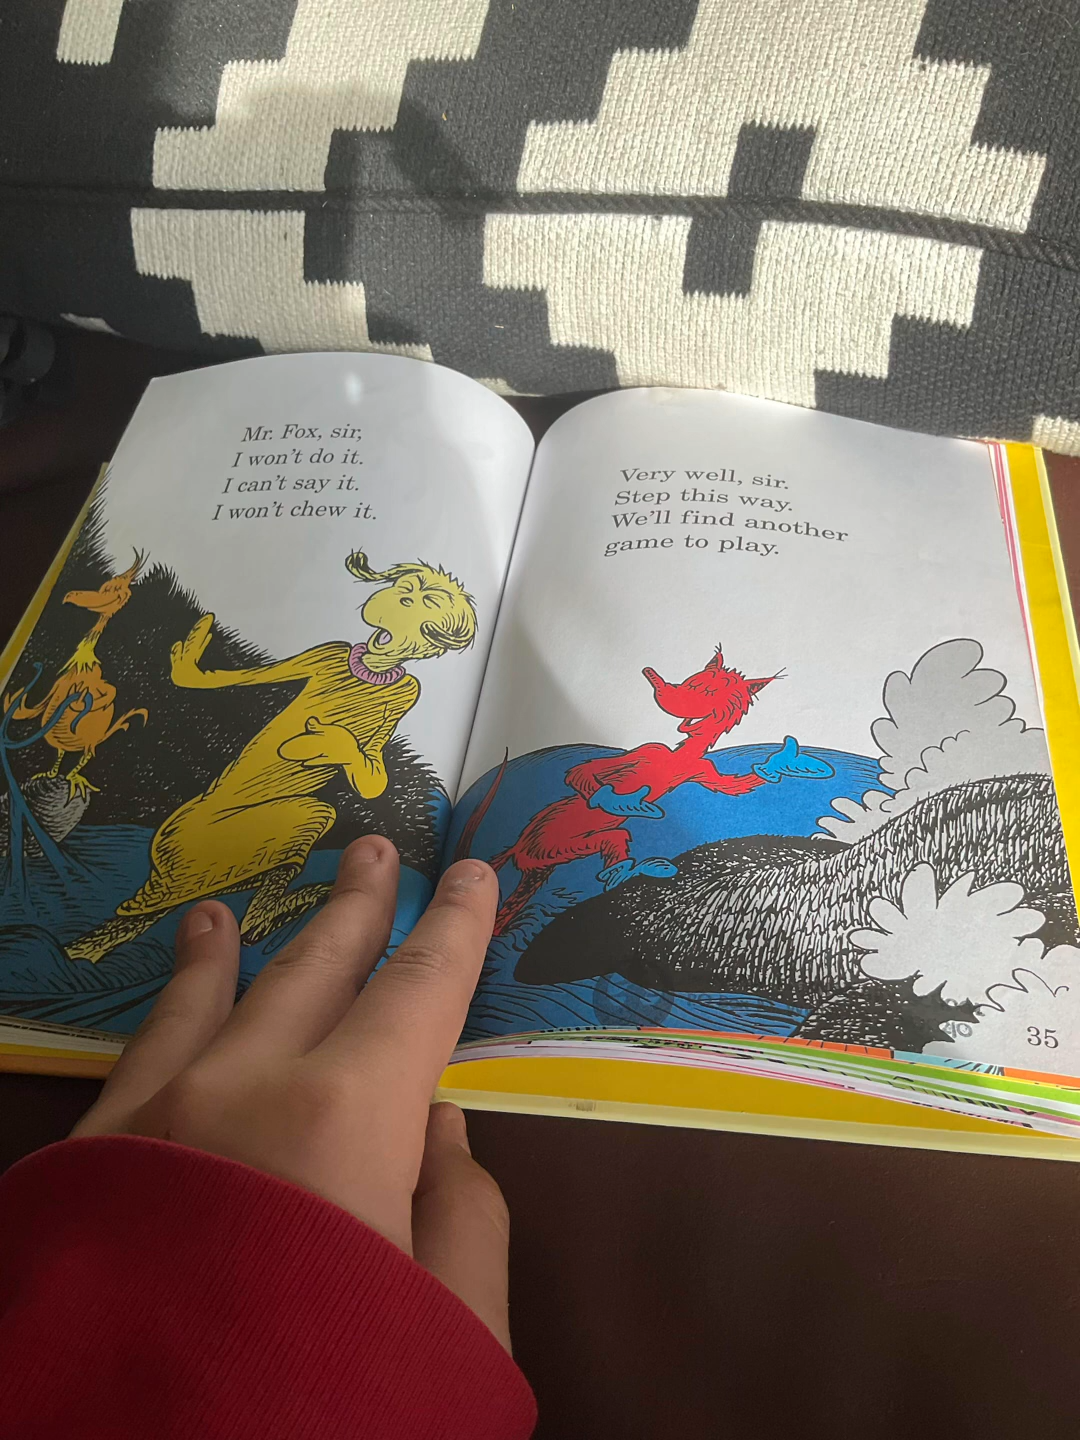 Mr. Fox, sir,
I won't do it.
I can't say it.
I won't chew it.
Very well, sir.
Step this way.
We'll find another
game to play.
35